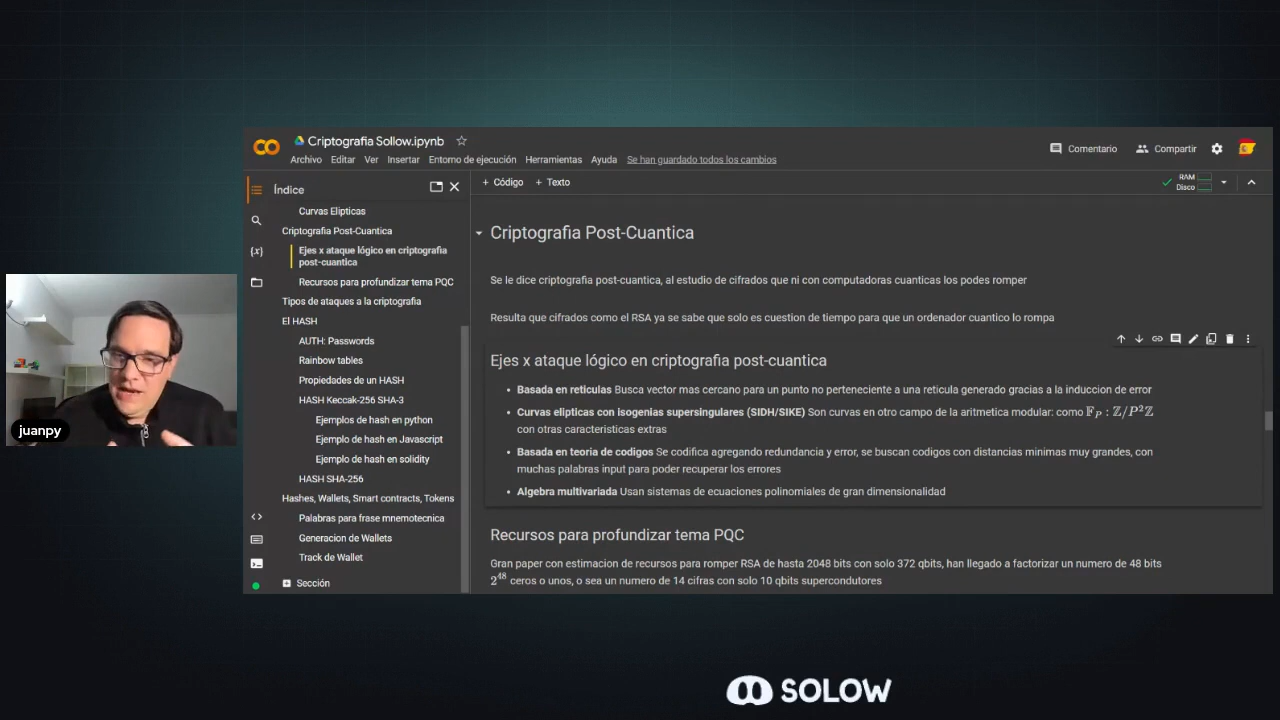 Criptografia Sollow.ipynb
Archivo Editar Ver Insertar Entorno de ejecución Herramientas Ayuda Se han guardado todos los cambios
Comentario Compartir
Índice
+ Código + Texto
RAM
Disco
Curvas Elipticas
Criptografia Post-Cuantica
Ejes x ataque lógico en criptografia
post-cuantica
Recursos para profundizar tema PQC
Tipos de ataques a la criptografia
El HASH
AUTH: Passwords
Rainbow tables
Propiedades de un HASH
HASH Keccak-256 SHA-3
Ejemplos de hash en python
Ejemplo de hash en Javascript
Ejemplo de hash en solidity
HASH SHA-256
Hashes, Wallets, Smart contracts, Tokens
Palabras para frase mnemotecnica
Generacion de Wallets
Track de Wallet
Sección
Criptografia Post-Cuantica
Se le dice criptografia post-cuantica, al estudio de cifrados que ni con computadoras cuanticas los podes romper
Resulta que cifrados como el RSA ya se sabe que solo es cuestion de tiempo para que un ordenador cuantico lo rompa
Ejes x ataque lógico en criptografia post-cuantica
• Basada en reticulas Busca vector mas cercano para un punto no perteneciente a una reticula generado gracias a la induccion de error
• Curvas elipticas con isogenias supersingulares (SIDH/SIKE) Son curvas en otro campo de la aritmetica modular: como 𝔽_P : ℤ/P²ℤ
con otras caracteristicas extras
• Basada en teoria de codigos Se codifica agregando redundancia y error, se buscan codigos con distancias minimas muy grandes, con
muchas palabras input para poder recuperar los errores
• Algebra multivariada Usan sistemas de ecuaciones polinomiales de gran dimensionalidad
Recursos para profundizar tema PQC
Gran paper con estimacion de recursos para romper RSA de hasta 2048 bits con solo 372 qbits, han llegado a factorizar un numero de 48 bits
2⁴⁸ ceros o unos, o sea un numero de 14 cifras con solo 10 qbits supercondutores
juanpy
SOLOW